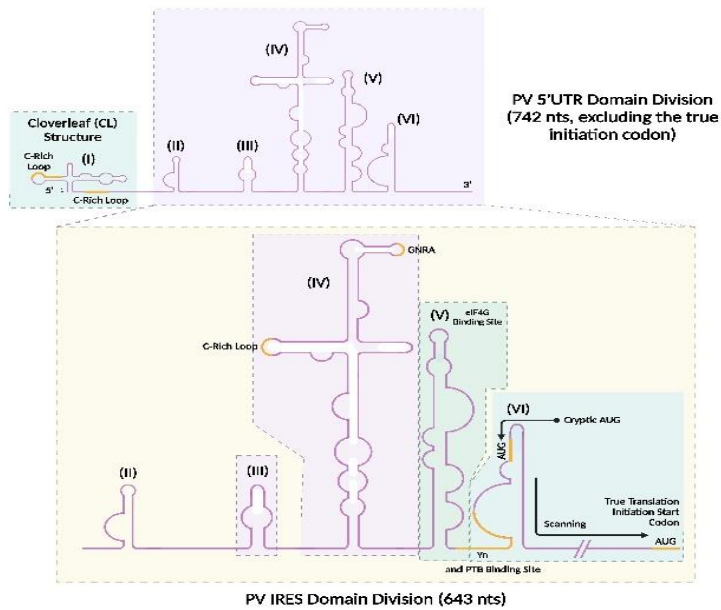 (IV)
(V)
(VI)
PV 5'UTR Domain Division
(742 nts, excluding the true
initiation codon)
Cloverleaf (CL)
Structure
C-Rich
Loop
(I)
(II)
(III)
5'
C-Rich Loop
3'
GNRA
(IV)
(V)
eIF4G
Binding Site
C-Rich Loop
(VI)
Cryptic AUG
AUG
(II)
(III)
True Translation
Initiation Start
Codon
Scanning
AUG
Yn
and PTB Binding Site
PV IRES Domain Division (643 nts)